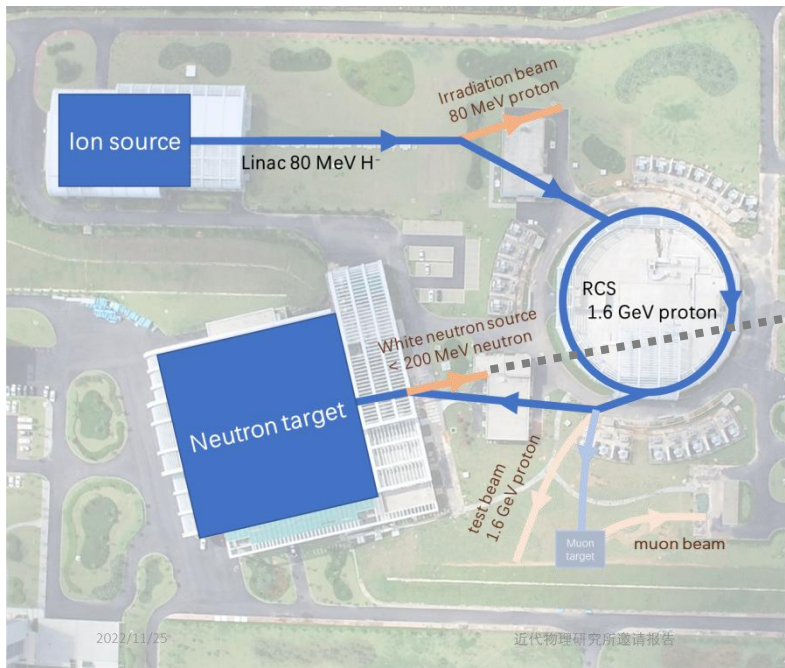 Irradiation beam
80 MeV proton
Ion source
Linac 80 MeV H⁻
RCS
1.6 GeV proton
White neutron source
< 200 MeV neutron
Neutron target
test beam
1.6 GeV proton
Muon
target
muon beam
2022/11/25
近代物理研究所邀请报告